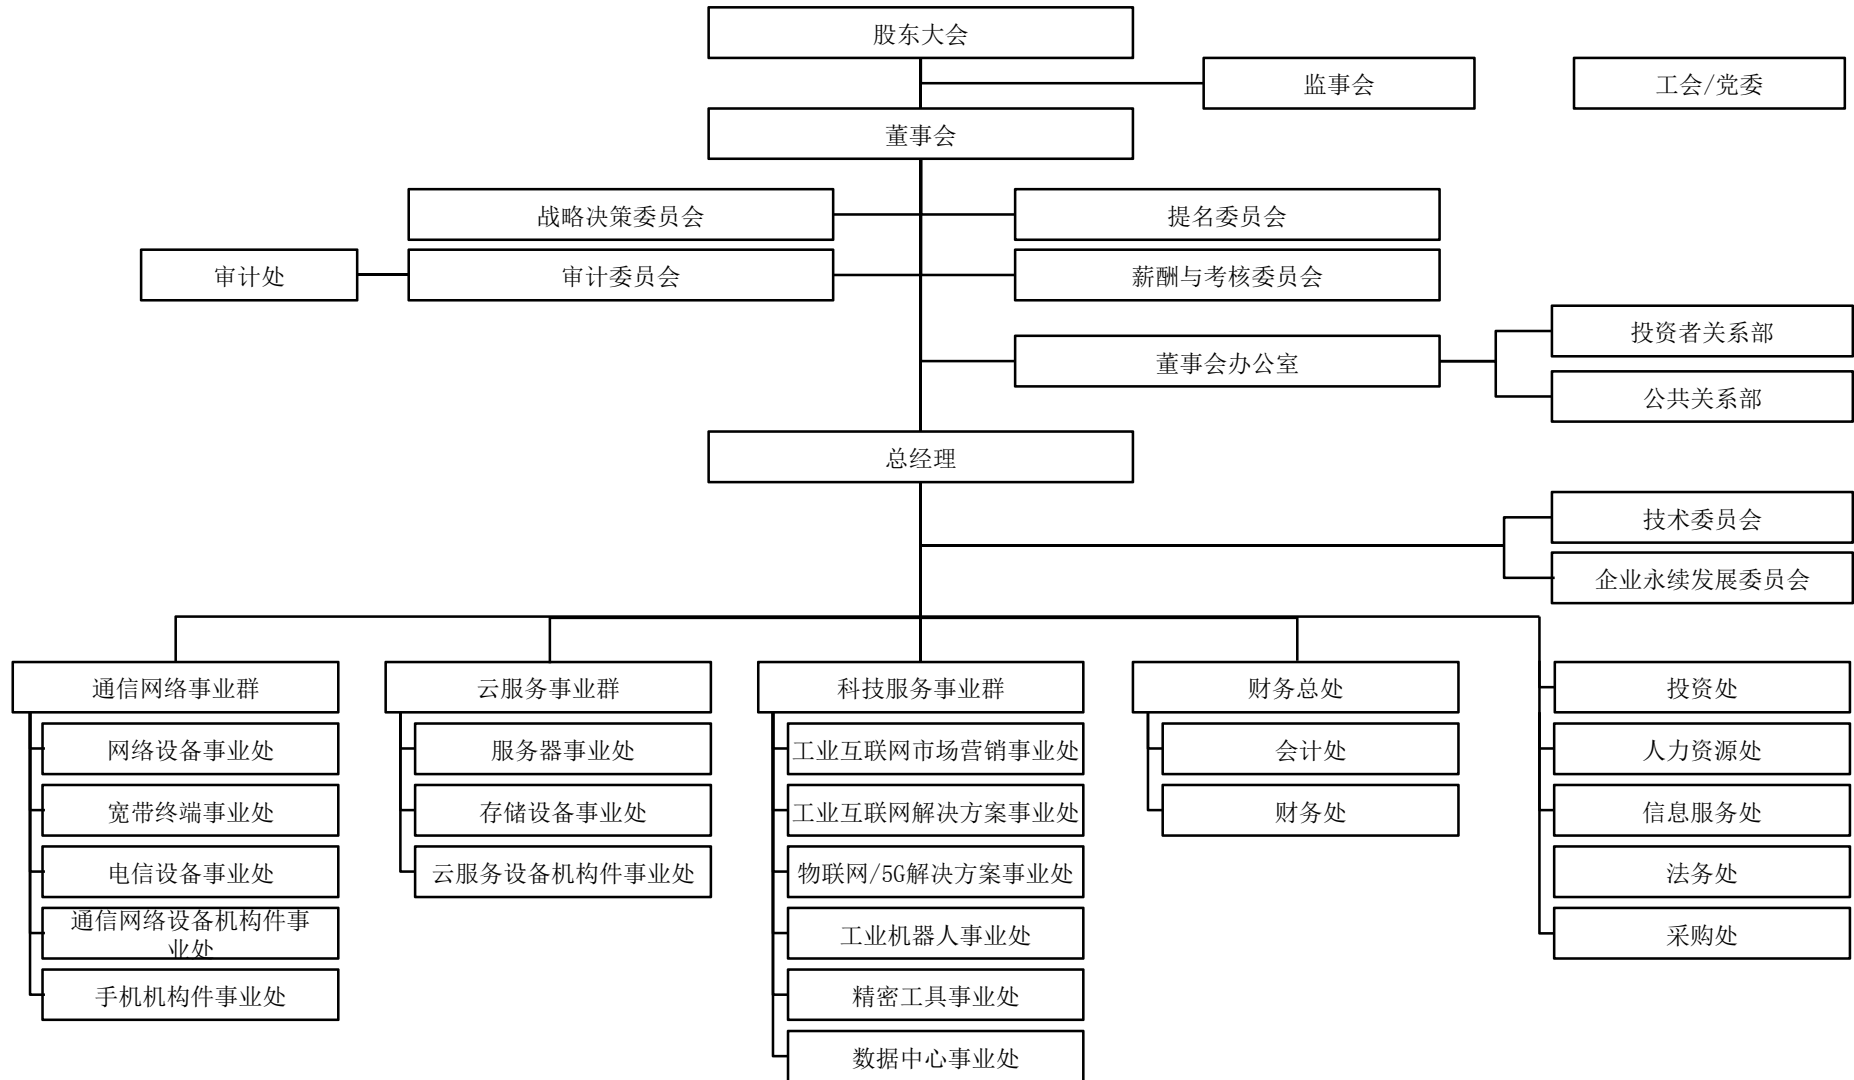 股东大会
监事会
工会/党委
董事会
战略决策委员会
提名委员会
审计处
审计委员会
薪酬与考核委员会
董事会办公室
投资者关系部
公共关系部
总经理
技术委员会
企业永续发展委员会
通信网络事业群
网络设备事业处
宽带终端事业处
电信设备事业处
通信网络设备机构件事
业处
手机机构件事业处
云服务事业群
服务器事业处
存储设备事业处
云服务设备机构件事业处
科技服务事业群
工业互联网市场营销事业处
工业互联网解决方案事业处
物联网/5G解决方案事业处
工业机器人事业处
精密工具事业处
数据中心事业处
财务总处
会计处
财务处
投资处
人力资源处
信息服务处
法务处
采购处